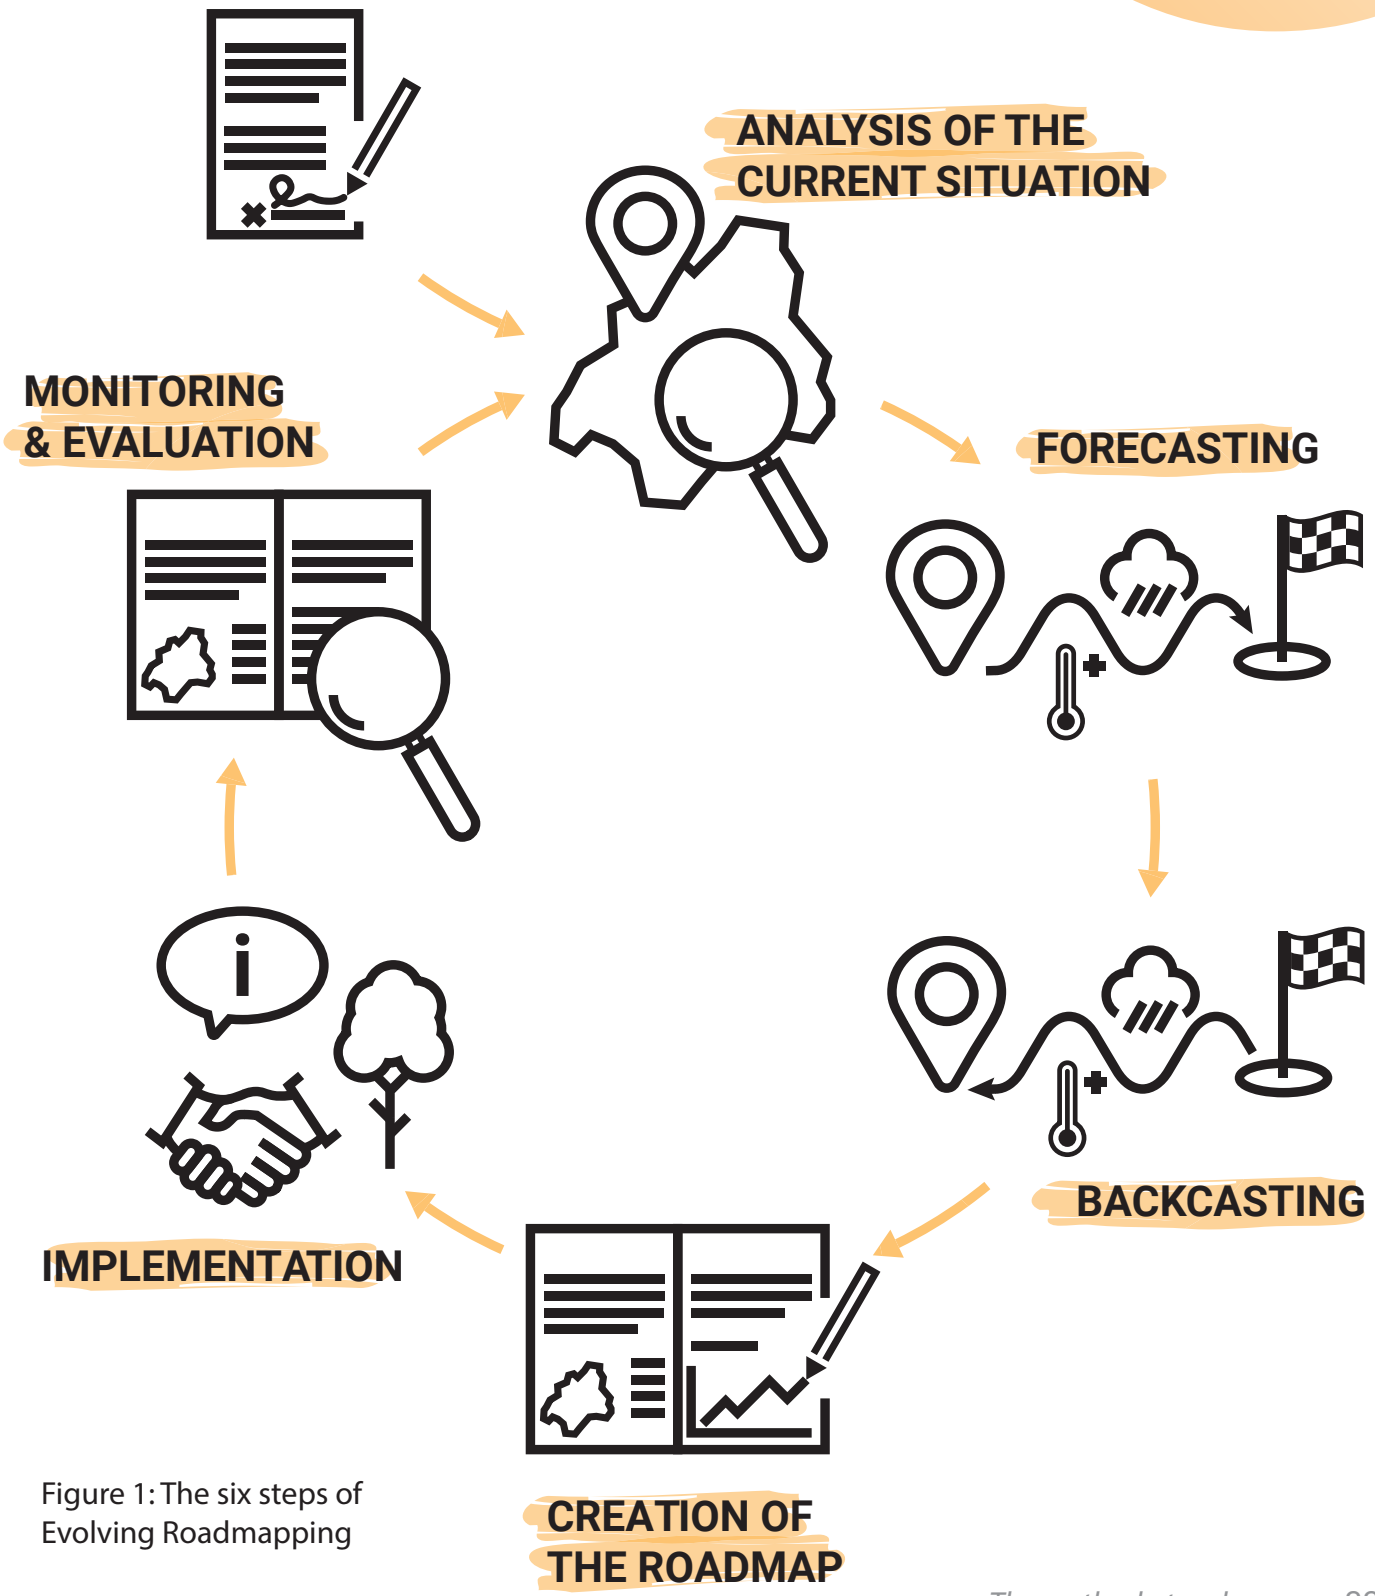 ANALYSIS OF THE
CURRENT SITUATION
MONITORING
& EVALUATION
FORECASTING
i
BACKCASTING
IMPLEMENTATION
CREATION OF
THE ROADMAP
Figure 1: The six steps of
Evolving Roadmapping